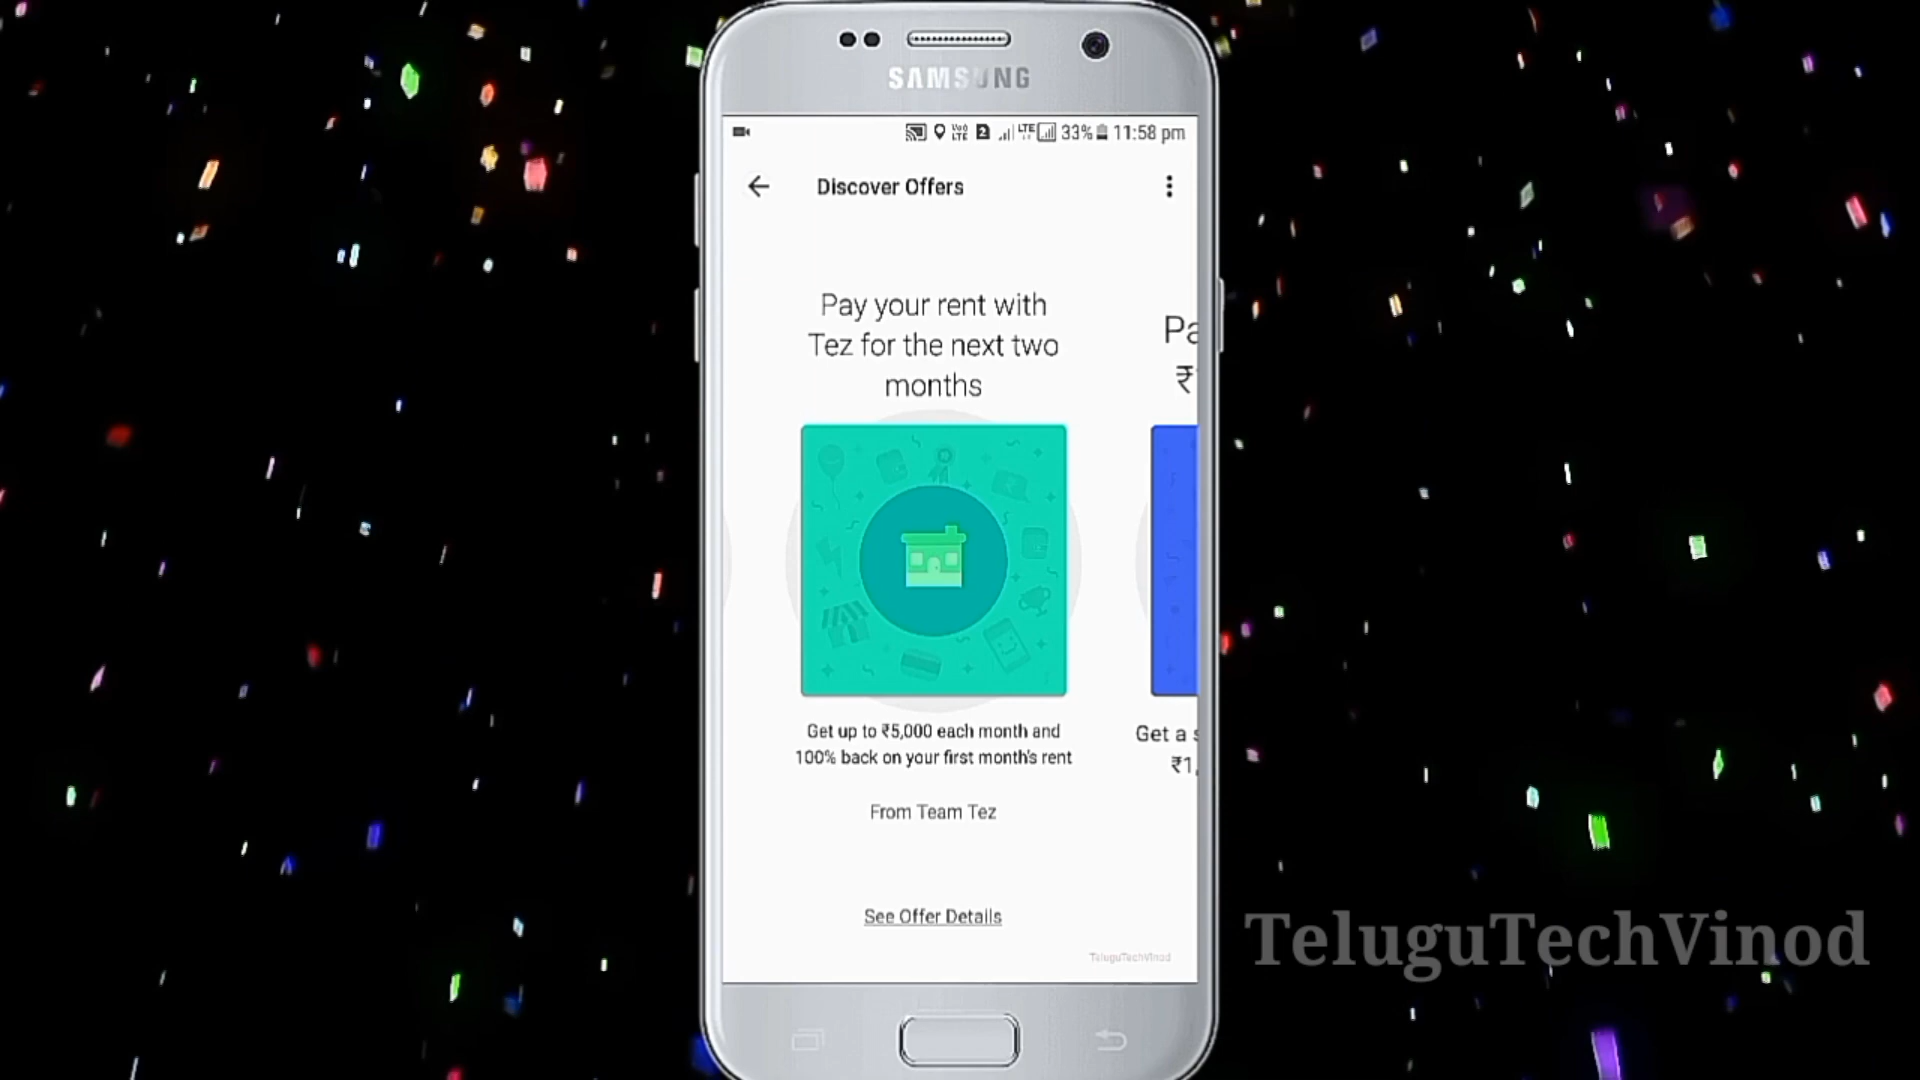 SAMSUNG
33% 11:58 pm
Discover Offers
Pay your rent with
Tez for the next two
months
Pa
₹1
Get up to ₹5,000 each month and
100% back on your first month's rent
Get a s
₹1,
From Team Tez
See Offer Details
TeluguTechVinod
TeluguTechVinod